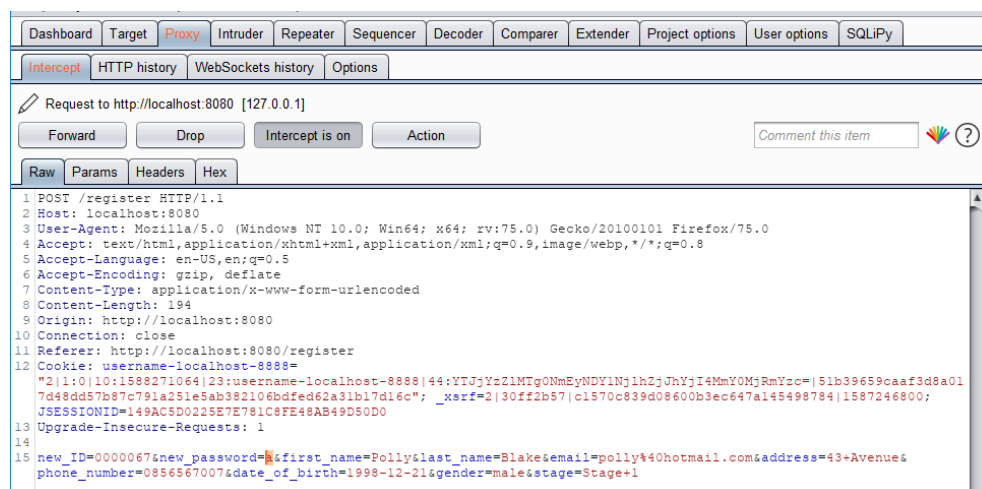 Dashboard Target Proxy Intruder Repeater Sequencer Decoder Comparer Extender Project options User options SQLiPy
Intercept HTTP history WebSockets history Options
Request to http://localhost:8080 [127.0.0.1]
Forward Drop Intercept is on Action Comment this item ?
Raw Params Headers Hex
1 POST /register HTTP/1.1
2 Host: localhost:8080
3 User-Agent: Mozilla/5.0 (Windows NT 10.0; Win64; x64; rv:75.0) Gecko/20100101 Firefox/75.0
4 Accept: text/html,application/xhtml+xml,application/xml;q=0.9,image/webp,*/*;q=0.8
5 Accept-Language: en-US,en;q=0.5
6 Accept-Encoding: gzip, deflate
7 Content-Type: application/x-www-form-urlencoded
8 Content-Length: 194
9 Origin: http://localhost:8080
10 Connection: close
11 Referer: http://localhost:8080/register
12 Cookie: username-localhost-8888=
"2|1:0|10:1588271064|23:username-localhost-8888|44:YTJjYzZlMTg0NmEyNDY1NjlhZjJhYjI4MmY0MjRmYzc=|51b39659caaf3d8a01
7d48dd57b87c791a251e5ab382106bdfed62a31b17d16c"; _xsrf=2|30ff2b57|c1570c839d08600b3ec647a145498784|1587246800;
JSESSIONID=149AC5D0225E7E781C8FE48AB49D50D0
13 Upgrade-Insecure-Requests: 1
14
15 new_ID=0000067&new_password=a&first_name=Polly&last_name=Blake&email=polly%40hotmail.com&address=43+Avenue&
phone_number=0856567007&date_of_birth=1998-12-21&gender=male&stage=Stage+1